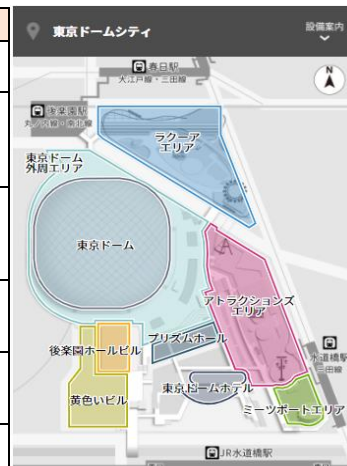 東京ドームシティ
設備案内
N
春日駅
大江戸線・三田線
後楽園駅
丸ノ内線・南北線
ラクーア
エリア
東京ドーム
外周エリア
東京ドーム
アトラクションズ
エリア
プリズムホール
後楽園ホールビル
水道橋駅
三田線
東京ドームホテル
黄色いビル
ミーツポートエリア
JR水道橋駅